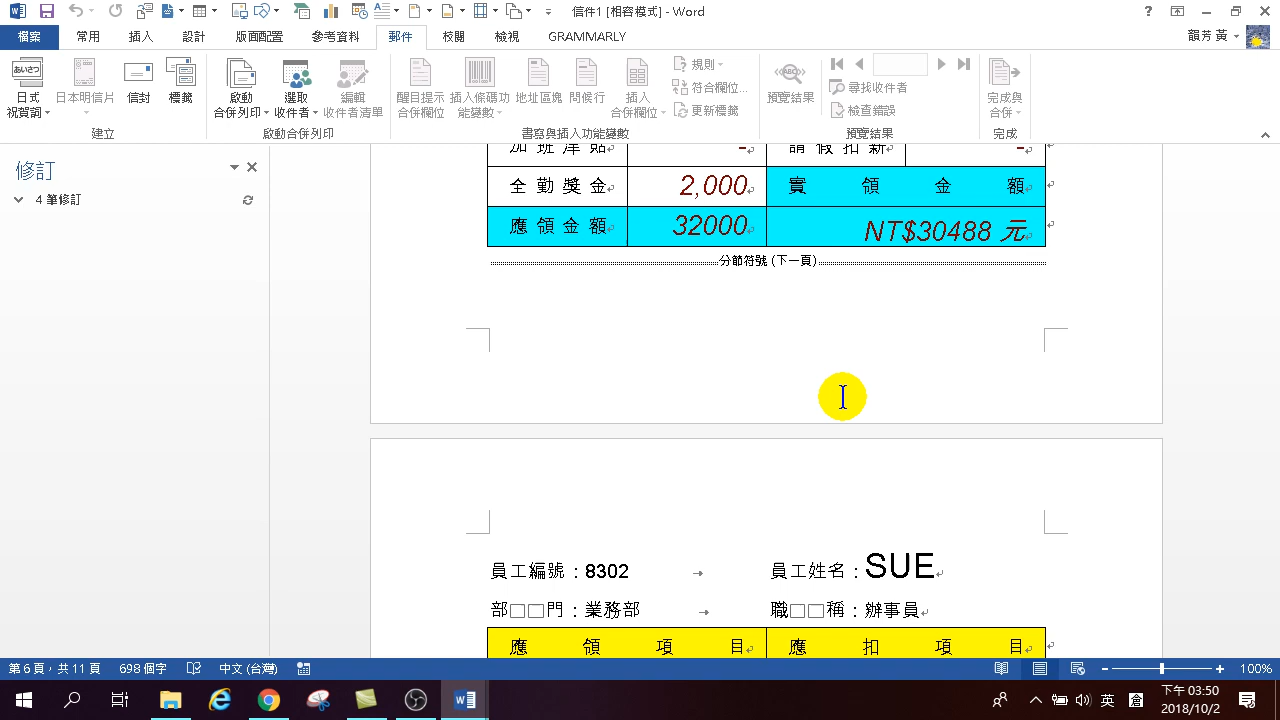 信件1 [相容模式] - Word
檔案 常用 插入 設計 版面配置 參考資料 郵件 校閱 檢視 GRAMMARLY 韻芳 黃
日式祝賀函 日本明信片 信封 標籤 啟動合併列印 選取收件者 編輯收件者清單 醒目提示合併欄位 插入條碼功能變數 地址區塊 問候行 插入合併欄位 規則 符合欄位... 更新標籤 預覽結果 尋找收件者 檢查錯誤 完成與合併
建立 啟動合併列印 書寫與插入功能變數 預覽結果 完成
修訂
4 筆修訂
加班津貼 - 請假扣薪 -
全勤獎金 2,000 實領金額
應領金額 32000 NT$30488 元
分節符號 (下一頁)
員工編號：8302 員工姓名：SUE
部□□門：業務部 職□□稱：辦事員
應領項目 應扣項目
第 6 頁，共 11 頁 698 個字 中文 (台灣) 100%
英 下午 03:50
2018/10/2